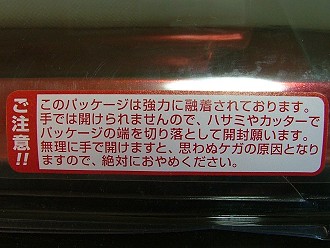 ご注意!!
このパッケージは強力に融着されております。
手では開けられませんので、ハサミやカッターで
パッケージの端を切り落として開封願います。
無理に手で開けますと、思わぬケガの原因となり
ますので、絶対におやめください。